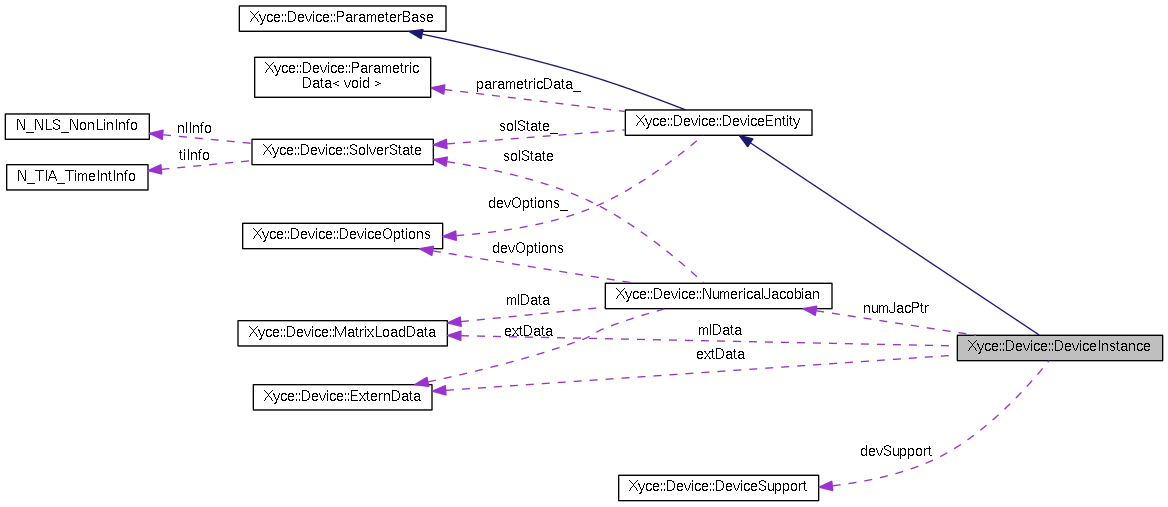 Xyce::Device::ParameterBase
Xyce::Device::Parametric
Data< void >
parametricData_
Xyce::Device::DeviceEntity
N_NLS_NonLinInfo
nlInfo
solState_
Xyce::Device::SolverState
solState
tiInfo
N_TIA_TimeIntInfo
devOptions_
Xyce::Device::DeviceOptions
devOptions
Xyce::Device::NumericalJacobian
mlData
numJacPtr
Xyce::Device::MatrixLoadData
extData
mlData
Xyce::Device::DeviceInstance
extData
Xyce::Device::ExternData
devSupport
Xyce::Device::DeviceSupport